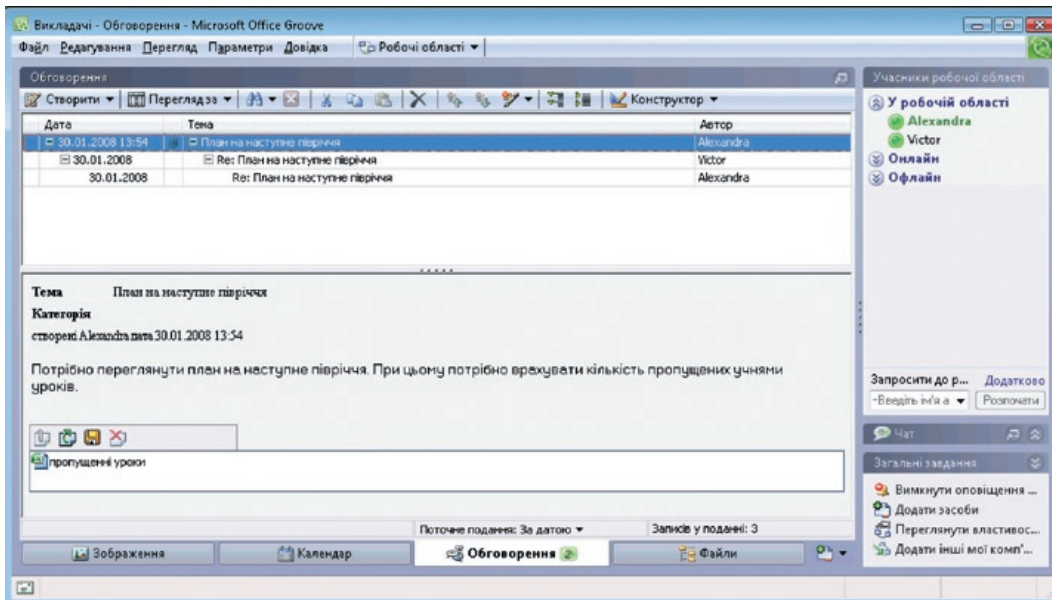 Викладачі - Обговорення - Microsoft Office Groove
Файл Редагування Перегляд Параметри Довідка Робочі області
Обговорення
Створити Перегляд за Конструктор
Дата Тема Автор
30.01.2008 13:54 План на наступне півріччя Alexandra
30.01.2008 Re: План на наступне півріччя Victor
30.01.2008 Re: План на наступне півріччя Alexandra
Тема План на наступне півріччя
Категорія
створені Alexandra дата 30.01.2008 13:54
Потрібно переглянути план на наступне півріччя. При цьому потрібно врахувати кількість пропущених учнями
уроків.
пропущенні уроки
Поточне подання: За датою Записів у поданні: 3
Зображення Календар Обговорення 2 Файли
Учасники робочої області
У робочій області
Alexandra
Victor
Онлайн
Офлайн
Запросити до р... Додатково
-Введіть ім'я а Розпочати
Чат
Загальні завдання
Вимкнути оповіщення ...
Додати засоби
Переглянути властивос...
Додати інші мої комп'...